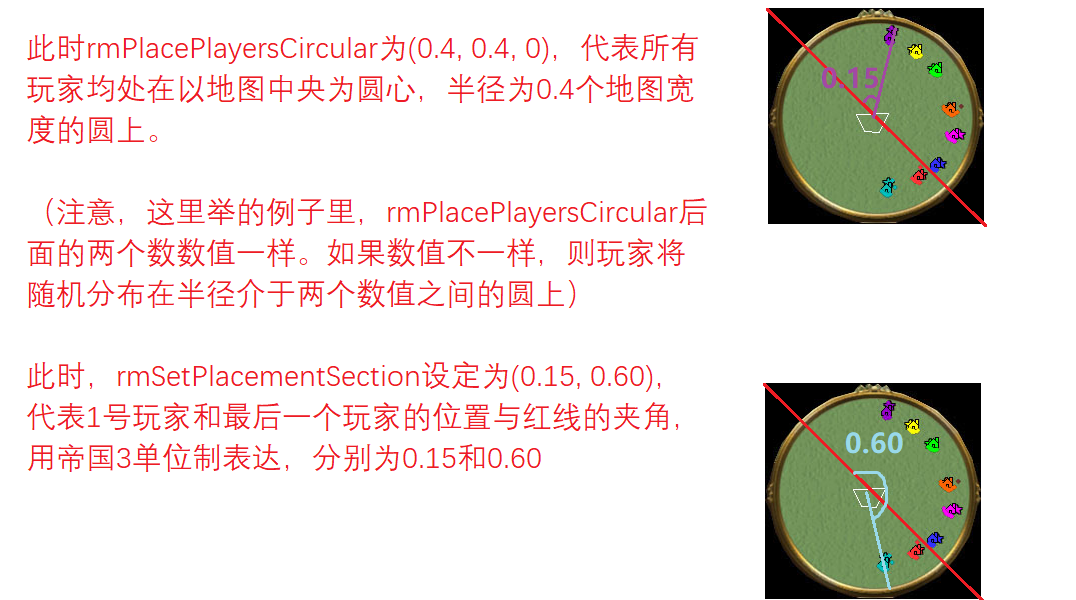 此时rmPlacePlayersCircular为(0.4, 0.4, 0)，代表所有
玩家均处在以地图中央为圆心，半径为0.4个地图宽
度的圆上。
（注意，这里举的例子里，rmPlacePlayersCircular后
面的两个数数值一样。如果数值不一样，则玩家将
随机分布在半径介于两个数值之间的圆上）
此时，rmSetPlacementSection设定为(0.15, 0.60),
代表1号玩家和最后一个玩家的位置与红线的夹角，
用帝国3单位制表达，分别为0.15和0.60
0.15
0.60